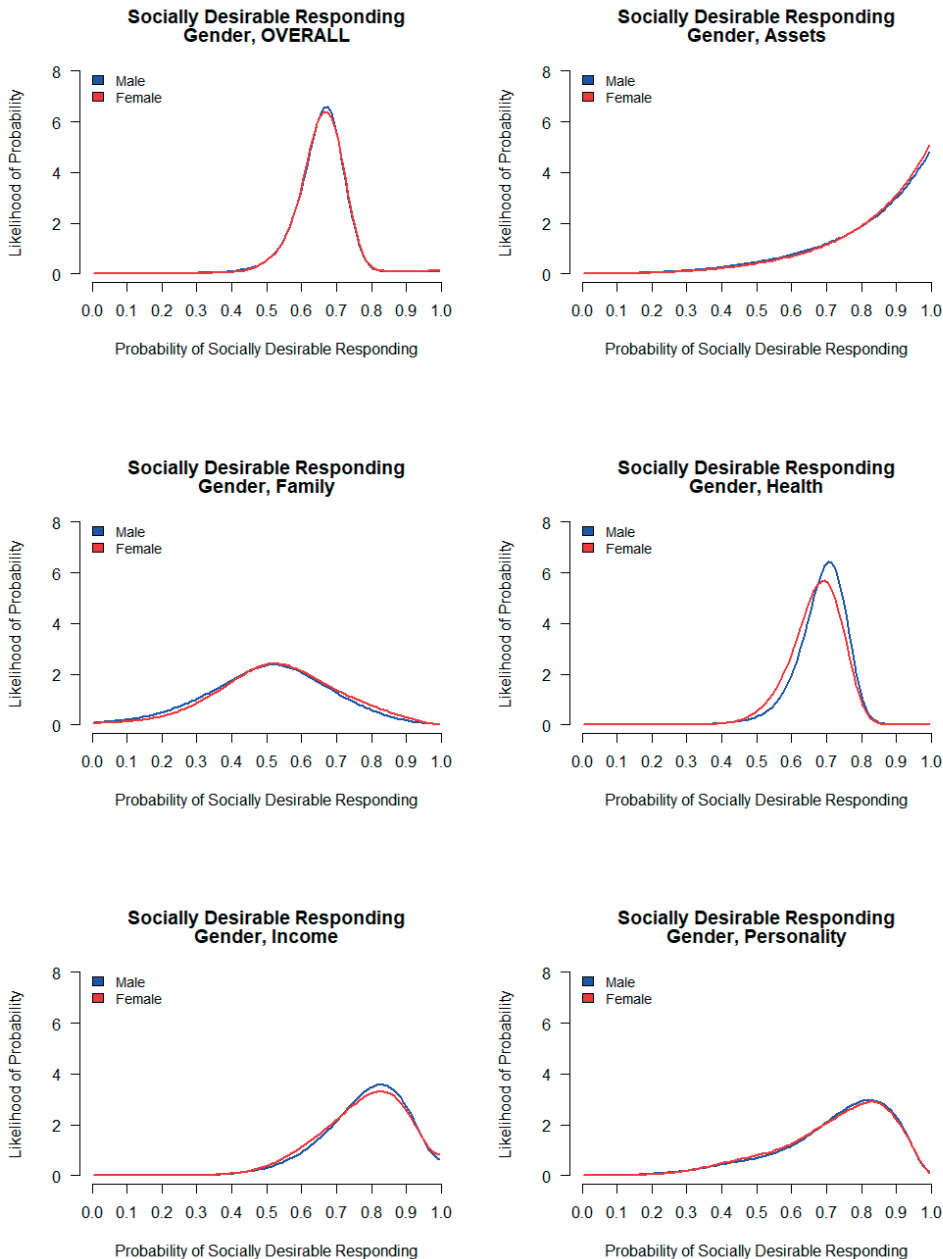 Socially Desirable Responding
Gender, OVERALL
Likelihood of Probability
8
6
4
2
0
Male
Female
0.0 0.1 0.2 0.3 0.4 0.5 0.6 0.7 0.8 0.9 1.0
Probability of Socially Desirable Responding
Socially Desirable Responding
Gender, Assets
Likelihood of Probability
8
6
4
2
0
Male
Female
0.0 0.1 0.2 0.3 0.4 0.5 0.6 0.7 0.8 0.9 1.0
Probability of Socially Desirable Responding
Socially Desirable Responding
Gender, Family
Likelihood of Probability
8
6
4
2
0
Male
Female
0.0 0.1 0.2 0.3 0.4 0.5 0.6 0.7 0.8 0.9 1.0
Probability of Socially Desirable Responding
Socially Desirable Responding
Gender, Health
Likelihood of Probability
8
6
4
2
0
Male
Female
0.0 0.1 0.2 0.3 0.4 0.5 0.6 0.7 0.8 0.9 1.0
Probability of Socially Desirable Responding
Socially Desirable Responding
Gender, Income
Likelihood of Probability
8
6
4
2
0
Male
Female
0.0 0.1 0.2 0.3 0.4 0.5 0.6 0.7 0.8 0.9 1.0
Probability of Socially Desirable Responding
Socially Desirable Responding
Gender, Personality
Likelihood of Probability
8
6
4
2
0
Male
Female
0.0 0.1 0.2 0.3 0.4 0.5 0.6 0.7 0.8 0.9 1.0
Probability of Socially Desirable Responding